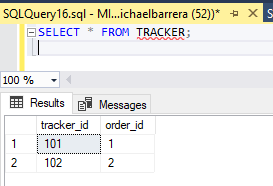 SQLQuery16.sql - MI...ichaelbarrera (52))*
SELECT * FROM TRACKER;
100 %
Results Messages
tracker_id order_id
1 101 1
2 102 2